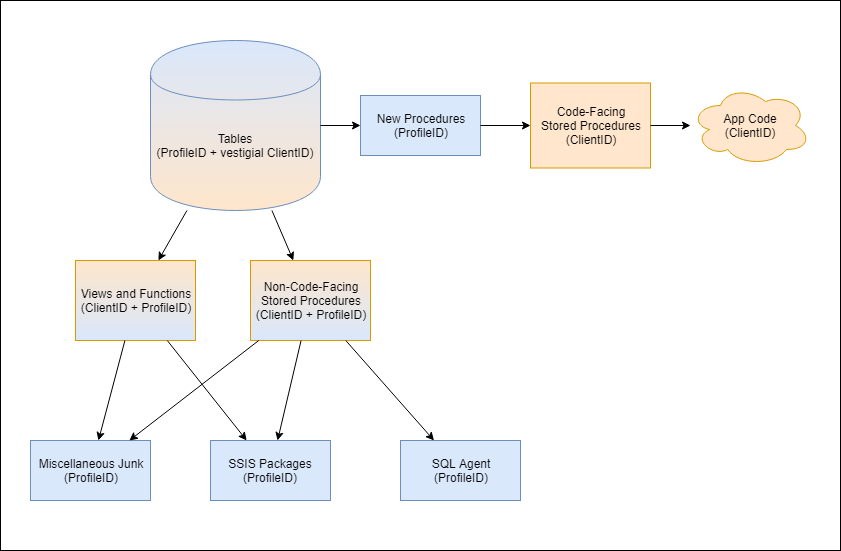 Tables
(ProfileID + vestigial ClientID)
New Procedures
(ProfileID)
Code-Facing
Stored Procedures
(ClientID)
App Code
(ClientID)
Views and Functions
(ClientID + ProfileID)
Non-Code-Facing
Stored Procedures
(ClientID + ProfileID)
Miscellaneous Junk
(ProfileID)
SSIS Packages
(ProfileID)
SQL Agent
(ProfileID)